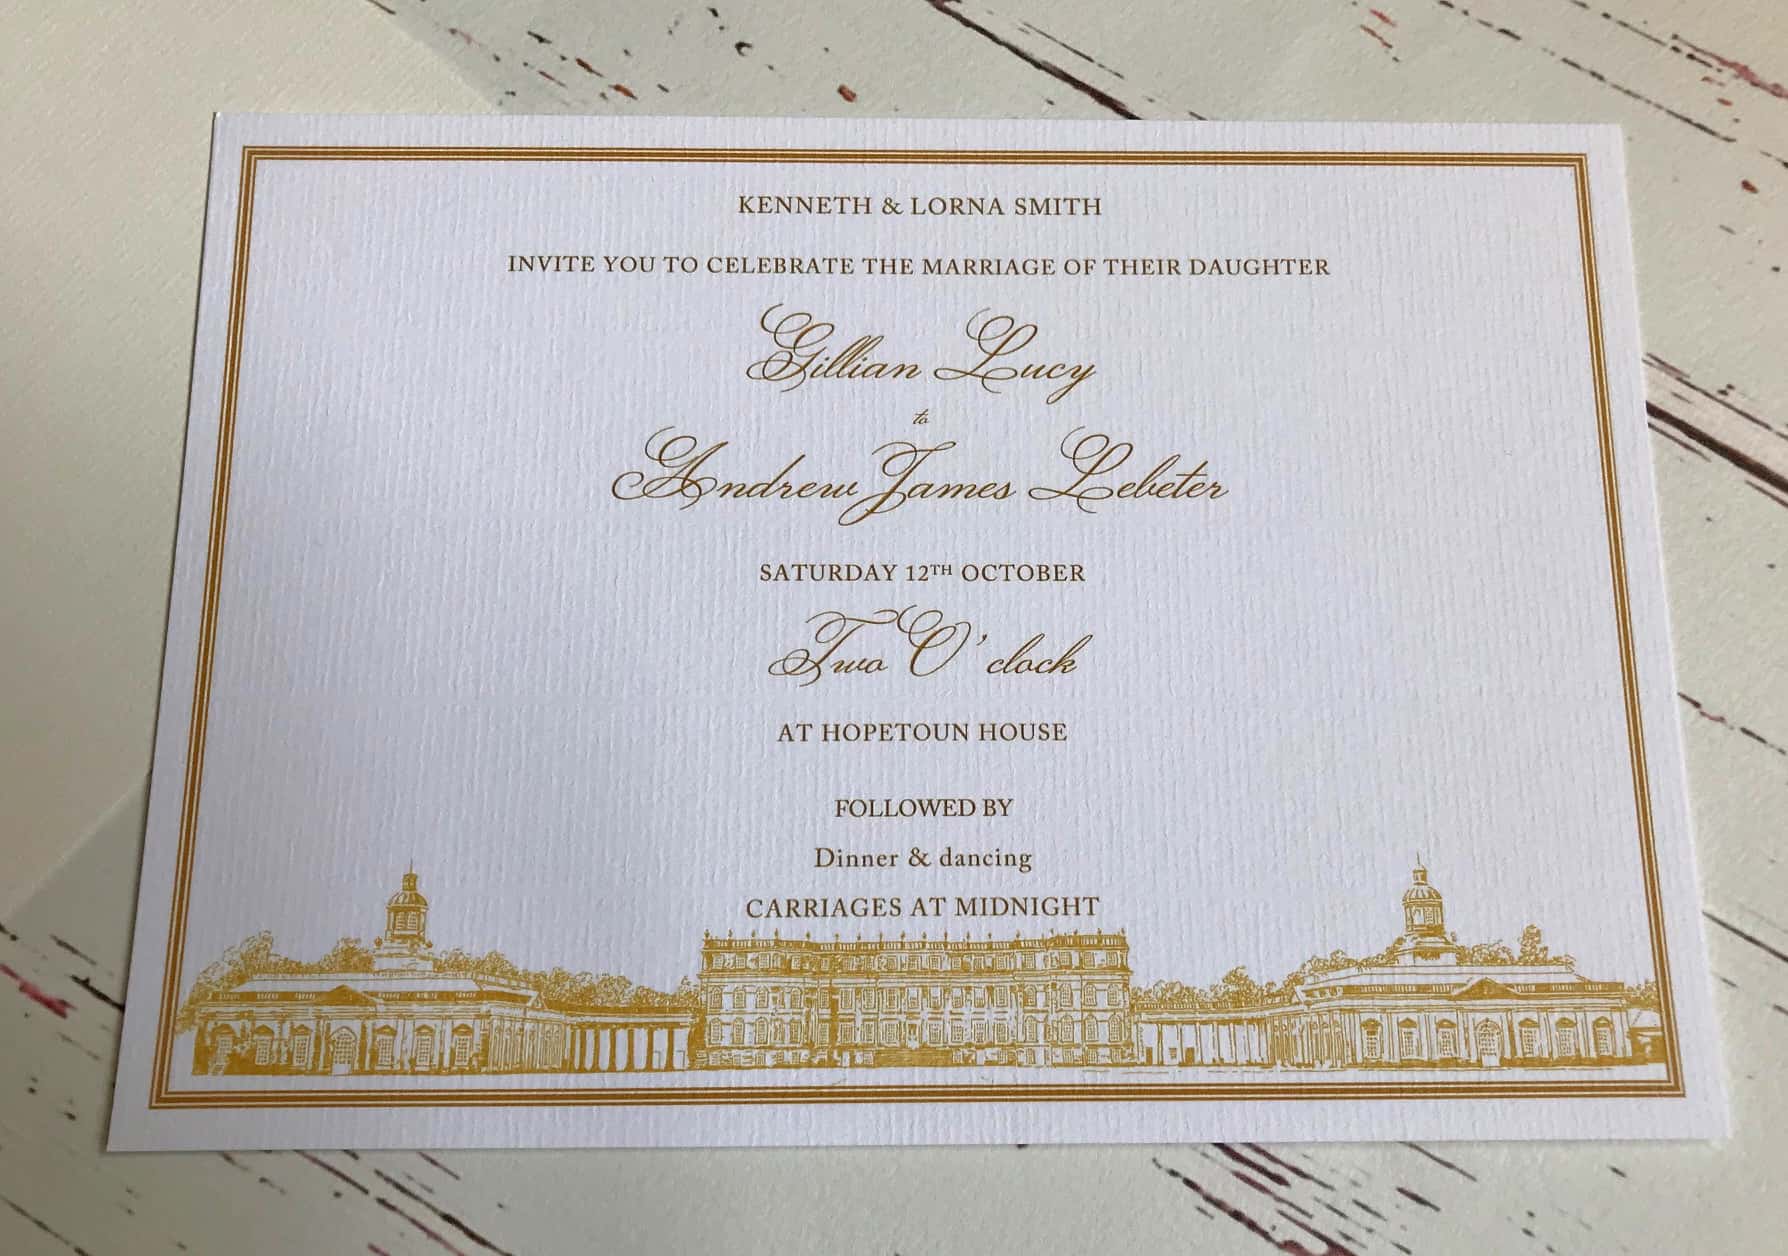 KENNETH & LORNA SMITH
INVITE YOU TO CELEBRATE THE MARRIAGE OF THEIR DAUGHTER
Gillian Lucy
to
Andrew James Lebeter
SATURDAY 12TH OCTOBER
Two O'clock
AT HOPETOUN HOUSE
FOLLOWED BY
Dinner & dancing
CARRIAGES AT MIDNIGHT